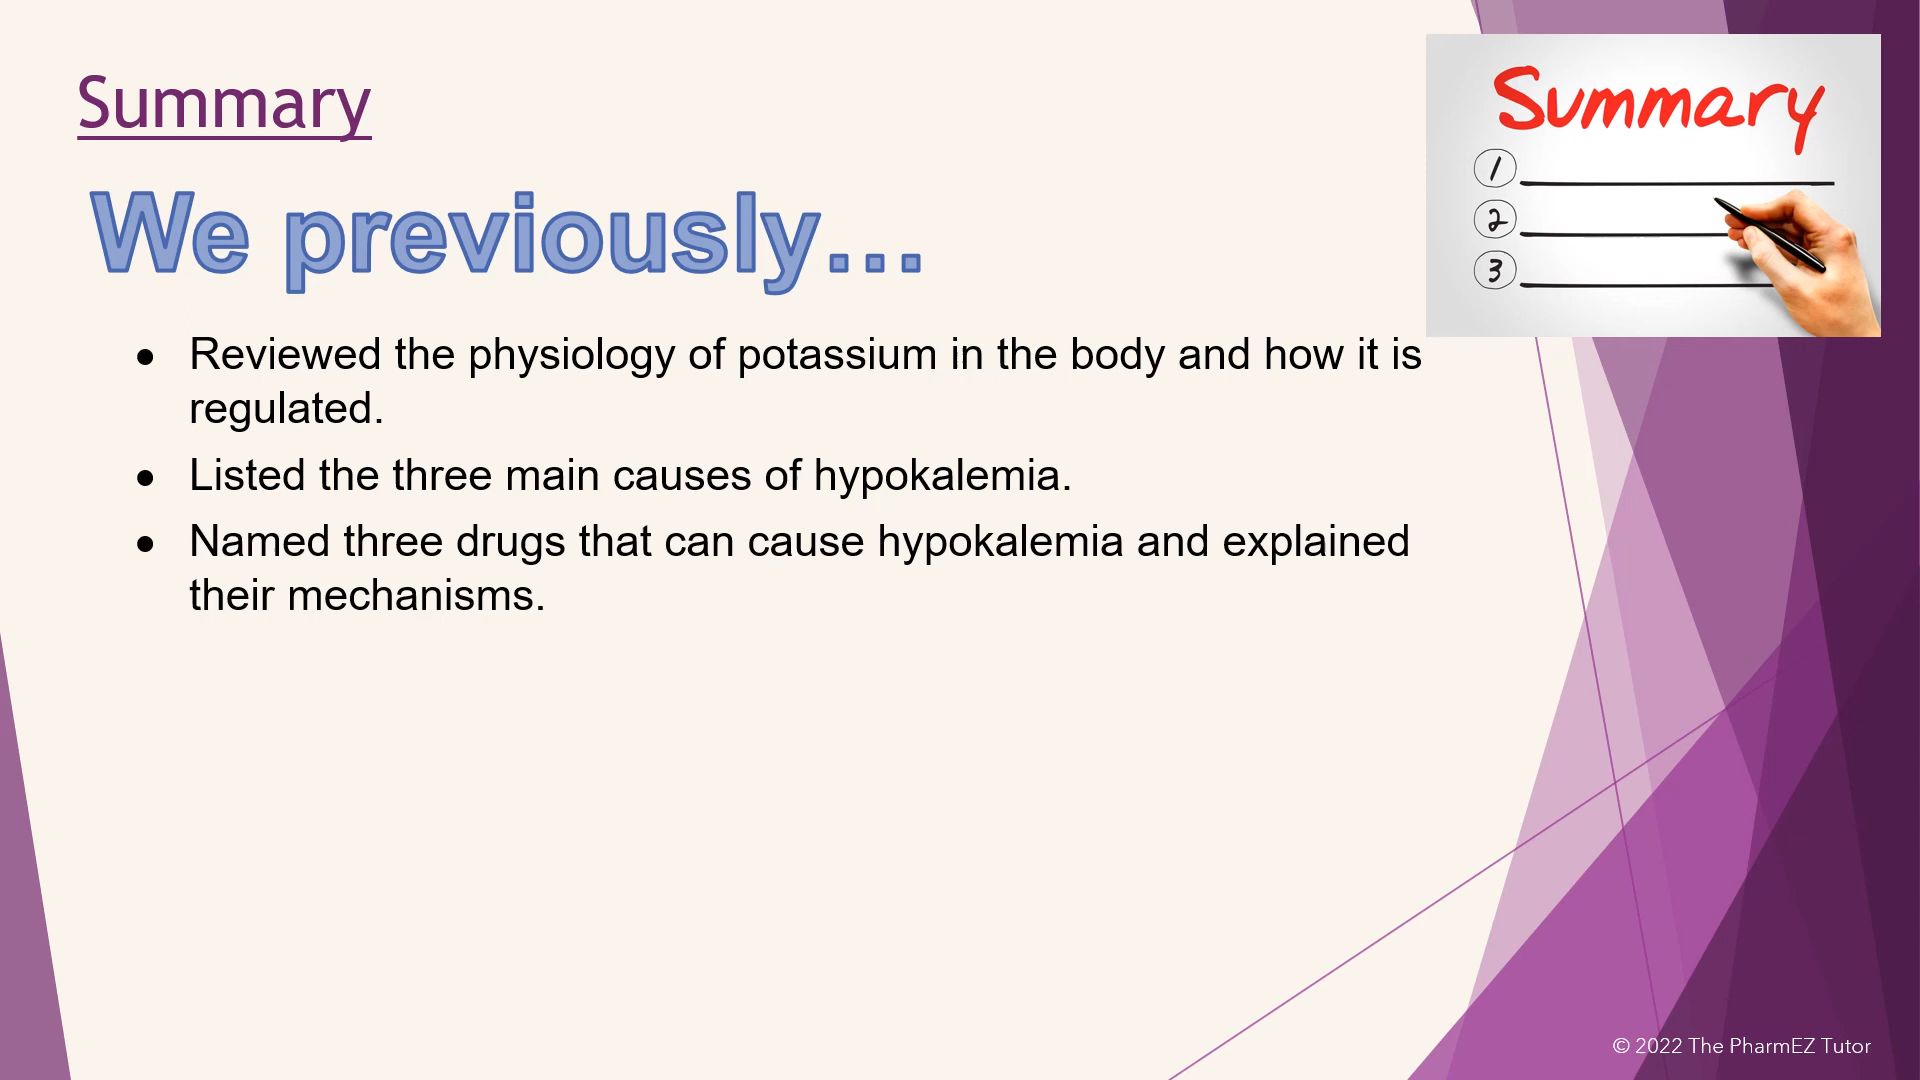 Summary
We previously...
● Reviewed the physiology of potassium in the body and how it is
regulated.
● Listed the three main causes of hypokalemia.
● Named three drugs that can cause hypokalemia and explained
their mechanisms.
Summary
1
2
3
© 2022 The PharmEZ Tutor